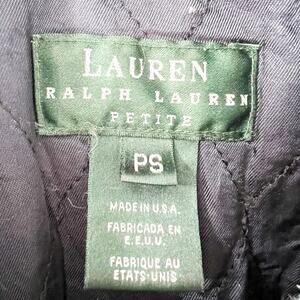 LAUREN
RALPH LAUREN
PETITE
PS
MADE IN U.S.A.
FABRICADA EN
E.E.U.U.
FABRIQUE AU
ETATS-UNIS